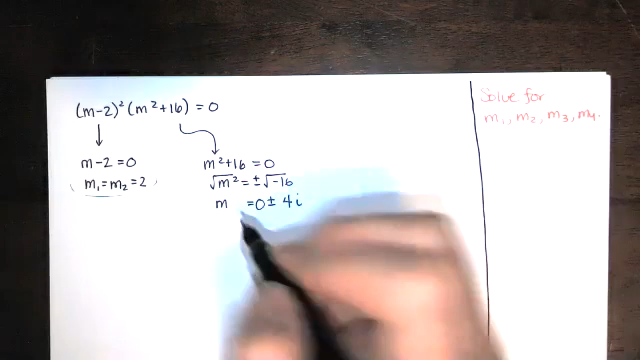 (m-2)² (m²+16) = 0
m-2=0
m₁=m₂=2
m²+16=0
√m² = ±√-16
m = 0 ± 4i
Solve for
m₁, m₂, m₃, m₄.